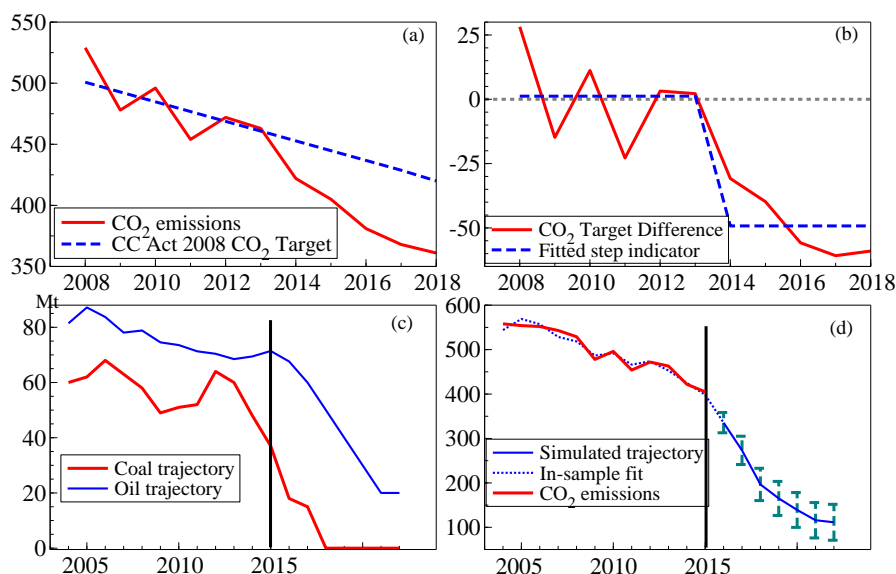 550
500
450
400
350
(a)
CO2 emissions
CC Act 2008 CO2 Target
2008 2010 2012 2014 2016 2018
25
0
-25
-50
(b)
CO2 Target Difference
Fitted step indicator
2008 2010 2012 2014 2016 2018
Mt
80
60
40
20
0
(c)
Coal trajectory
Oil trajectory
2005 2010 2015
600
500
400
300
200
100
(d)
Simulated trajectory
In-sample fit
CO2 emissions
2005 2010 2015